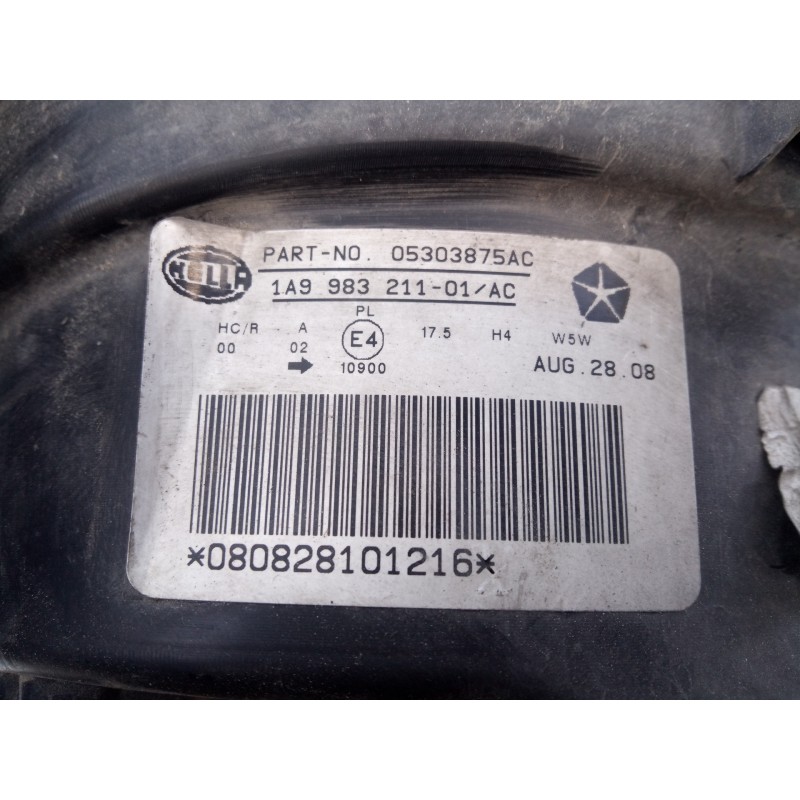 HELLA
PART-NO. 05303875AC
1A9 983 211-01/AC
PL
HC/R A E4 17.5 H4 W5W
00 02
10900 AUG.28.08
*080828101216*